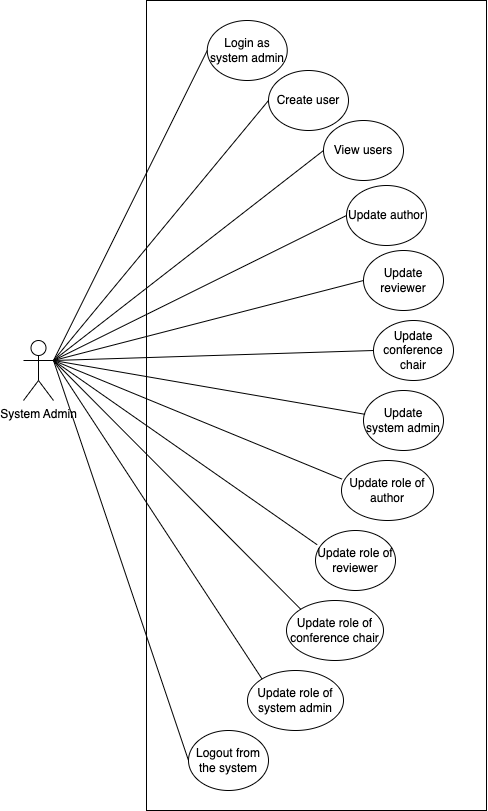 Login as
system admin
Create user
View users
Update author
Update
reviewer
Update
conference
chair
System Admin
Update
system admin
Update role of
author
Update role of
reviewer
Update role of
conference chair
Update role of
system admin
Logout from
the system